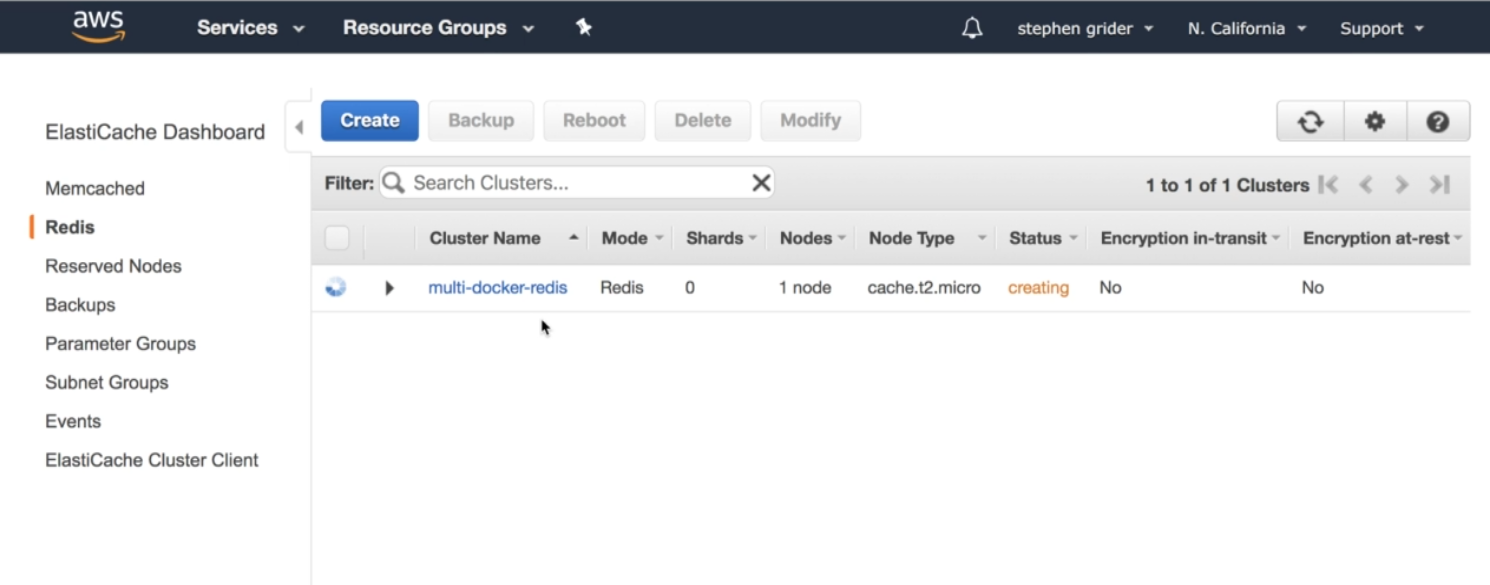 aws Services Resource Groups stephen grider N. California Support
ElastiCache Dashboard
Memcached
Redis
Reserved Nodes
Backups
Parameter Groups
Subnet Groups
Events
ElastiCache Cluster Client
Create Backup Reboot Delete Modify
Filter: Search Clusters... 1 to 1 of 1 Clusters
Cluster Name Mode Shards Nodes Node Type Status Encryption in-transit Encryption at-rest
multi-docker-redis Redis 0 1 node cache.t2.micro creating No No